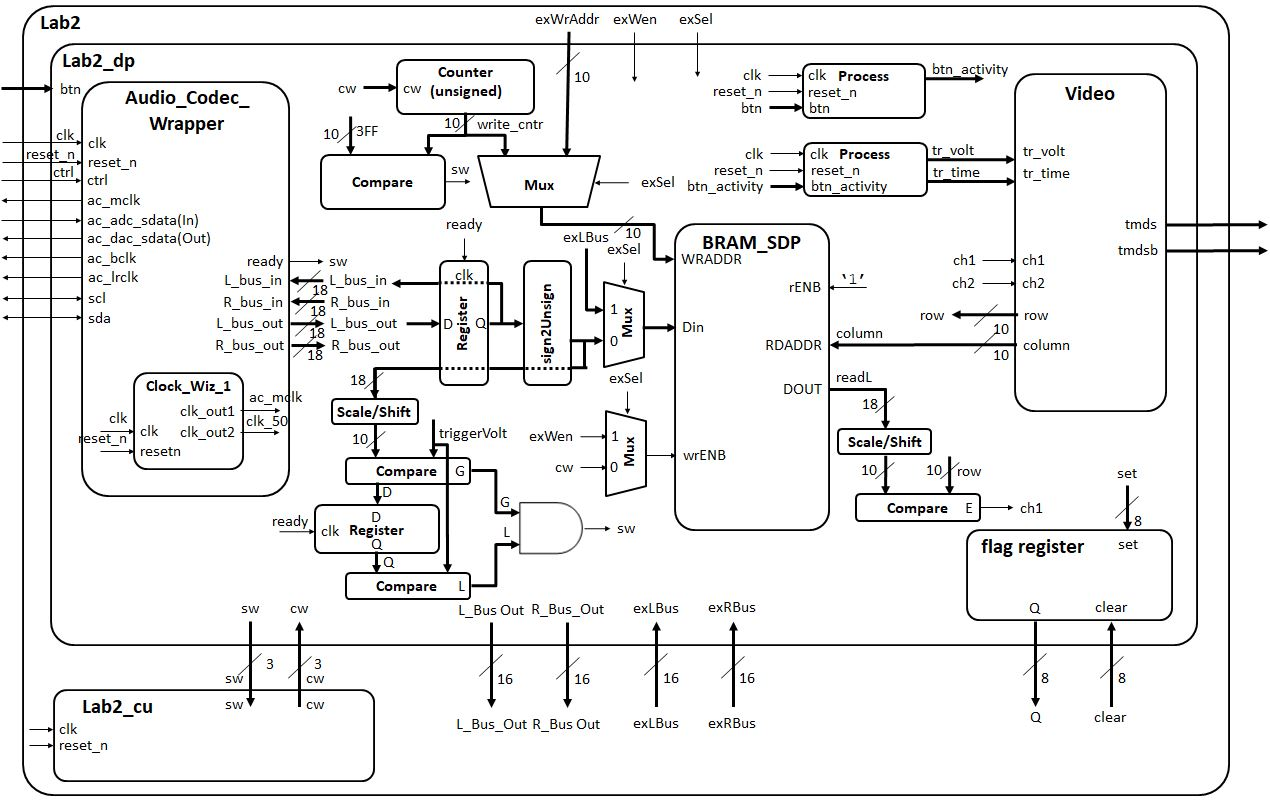 Lab2
exWrAddr
exWen
exSel
10
Lab2_dp
btn
Audio_Codec_
Wrapper
clk
clk
reset_n
reset_n
ctrl
ctrl
ac_mclk
ac_adc_sdata(In)
ac_dac_sdata(Out)
ac_bclk
ac_lrclk
scl
sda
ready
sw
L_bus_in
18
L_bus_in
R_bus_in
18
R_bus_in
L_bus_out
18
L_bus_out
R_bus_out
18
R_bus_out
Clock_Wiz_1
clk_out1
ac_mclk
clk_out2
clk_50
clk
clk
reset_n
resetn
cw
cw
Counter
(unsigned)
10
write_cntr
10
3FF
Compare
sw
Mux
exSel
10
clk
clk
Process
reset_n
reset_n
btn
btn
btn_activity
clk
clk
Process
reset_n
reset_n
btn_activity
btn_activity
tr_volt
tr_time
Video
tr_volt
tr_time
tmds
tmdsb
ch1
ch1
ch2
ch2
row
row
10
column
10
ready
clk
D
Register
Q
sign2Unsign
exLBus
exSel
1
0
Mux
BRAM_SDP
WRADDR
rENB
‘1’
Din
RDADDR
column
DOUT
readL
wrENB
18
Scale/Shift
10
triggerVolt
Compare
G
D
ready
clk
D
Register
Q
Q
Compare
L
G
L
sw
exSel
exWen
1
cw
0
Mux
18
Scale/Shift
10
10
row
Compare
E
ch1
set
8
flag register
set
Q
clear
8
8
Q
clear
sw
cw
3
3
sw
cw
sw
cw
Lab2_cu
clk
reset_n
L_Bus Out
R_Bus_Out
exLBus
exRBus
16
16
16
16
L_Bus_Out
R_Bus Out
exLBus
exRBus